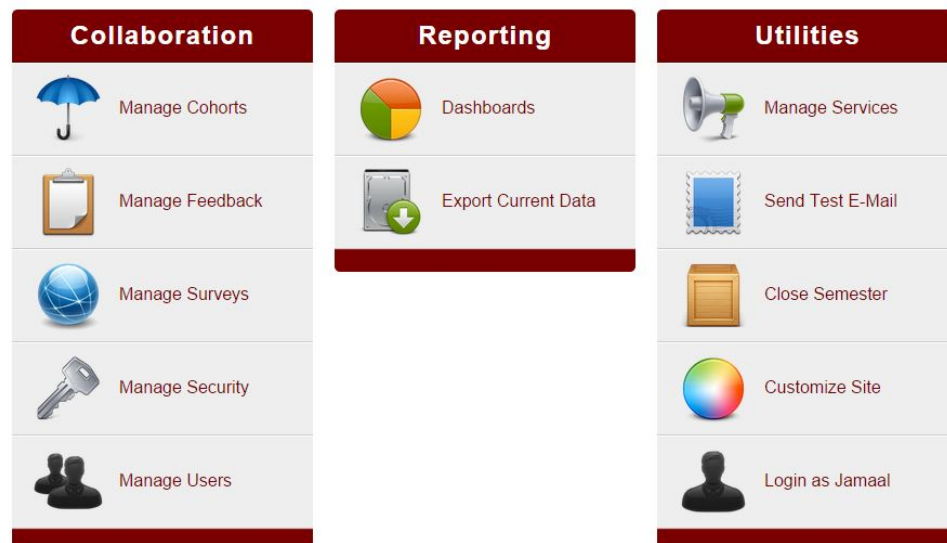 Collaboration
Manage Cohorts
Manage Feedback
Manage Surveys
Manage Security
Manage Users
Reporting
Dashboards
Export Current Data
Utilities
Manage Services
Send Test E-Mail
Close Semester
Customize Site
Login as Jamaal